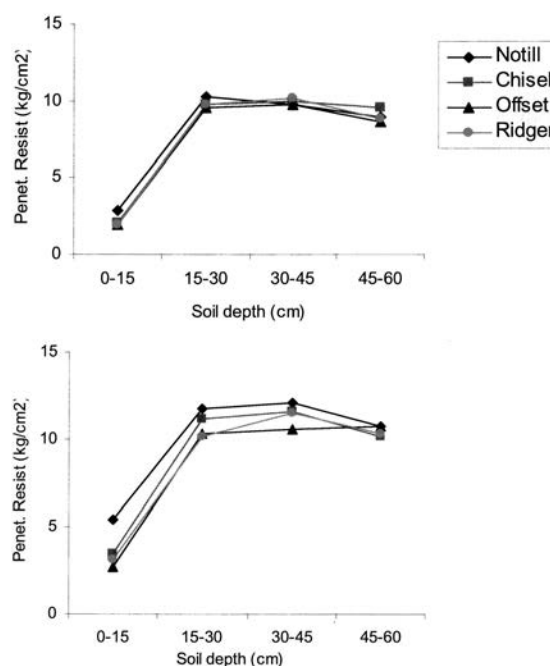 Penet. Resist (kg/cm2;
15
10
5
0
0-15 15-30 30-45 45-60
Soil depth (cm)
Notill
Chisel
Offset
Ridger
Penet. Resist (kg/cm2;
15
10
5
0
0-15 15-30 30-45 45-60
Soil depth (cm)